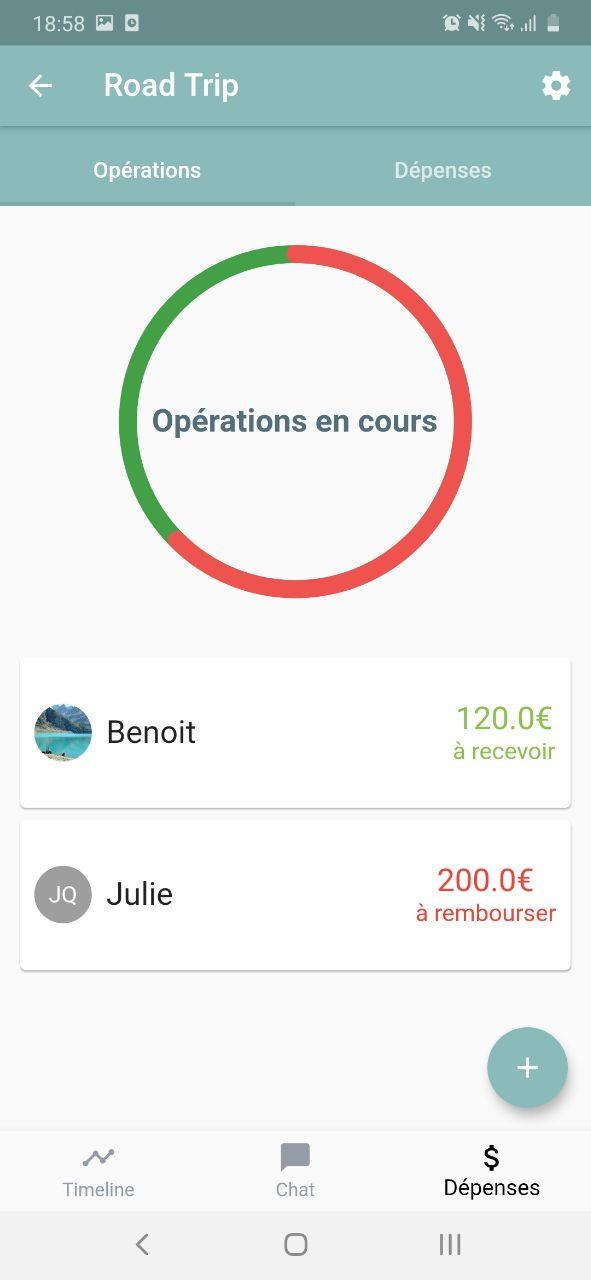 18:58
Road Trip
Opérations
Dépenses
Opérations en cours
Benoit
120.0€
à recevoir
JQ
Julie
200.0€
à rembourser
+
Timeline
Chat
$
Dépenses